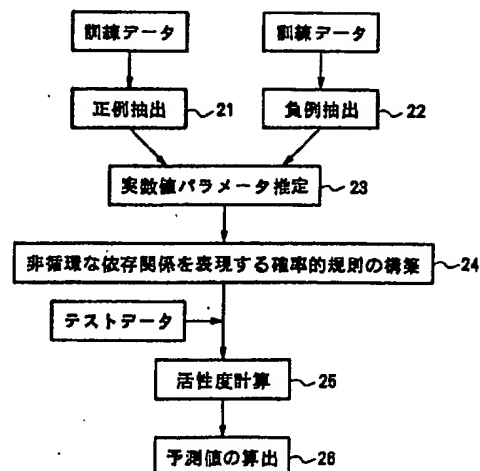 訓練データ
訓練データ
正例抽出 21
負例抽出 22
実数値パラメータ推定 23
非循環な依存関係を表現する確率的規則の構築 24
テストデータ
活性度計算 25
予測値の算出 26